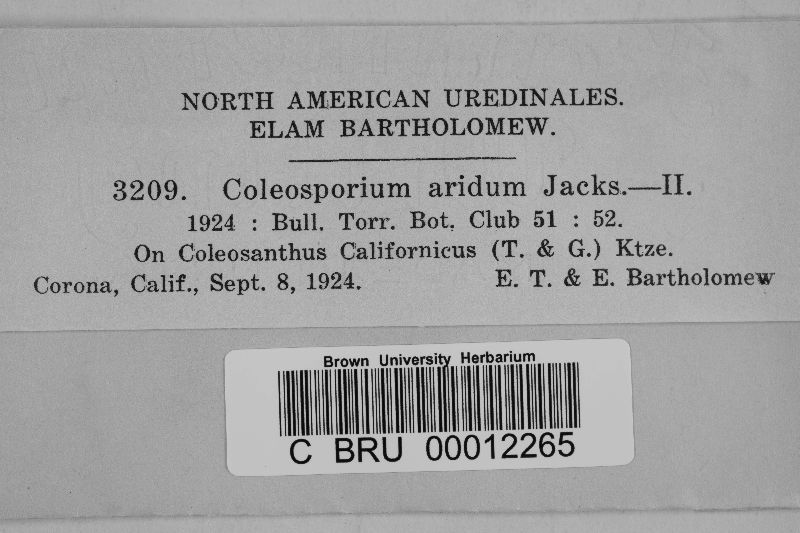 NORTH AMERICAN UREDINALES.
ELAM BARTHOLOMEW.
3209. Coleosporium aridum Jacks.—II.
1924 : Bull. Torr. Bot. Club 51 : 52.
On Coleosanthus Californicus (T. & G.) Ktze.
Corona, Calif., Sept. 8, 1924. E. T. & E. Bartholomew
Brown University Herbarium
C BRU 00012265